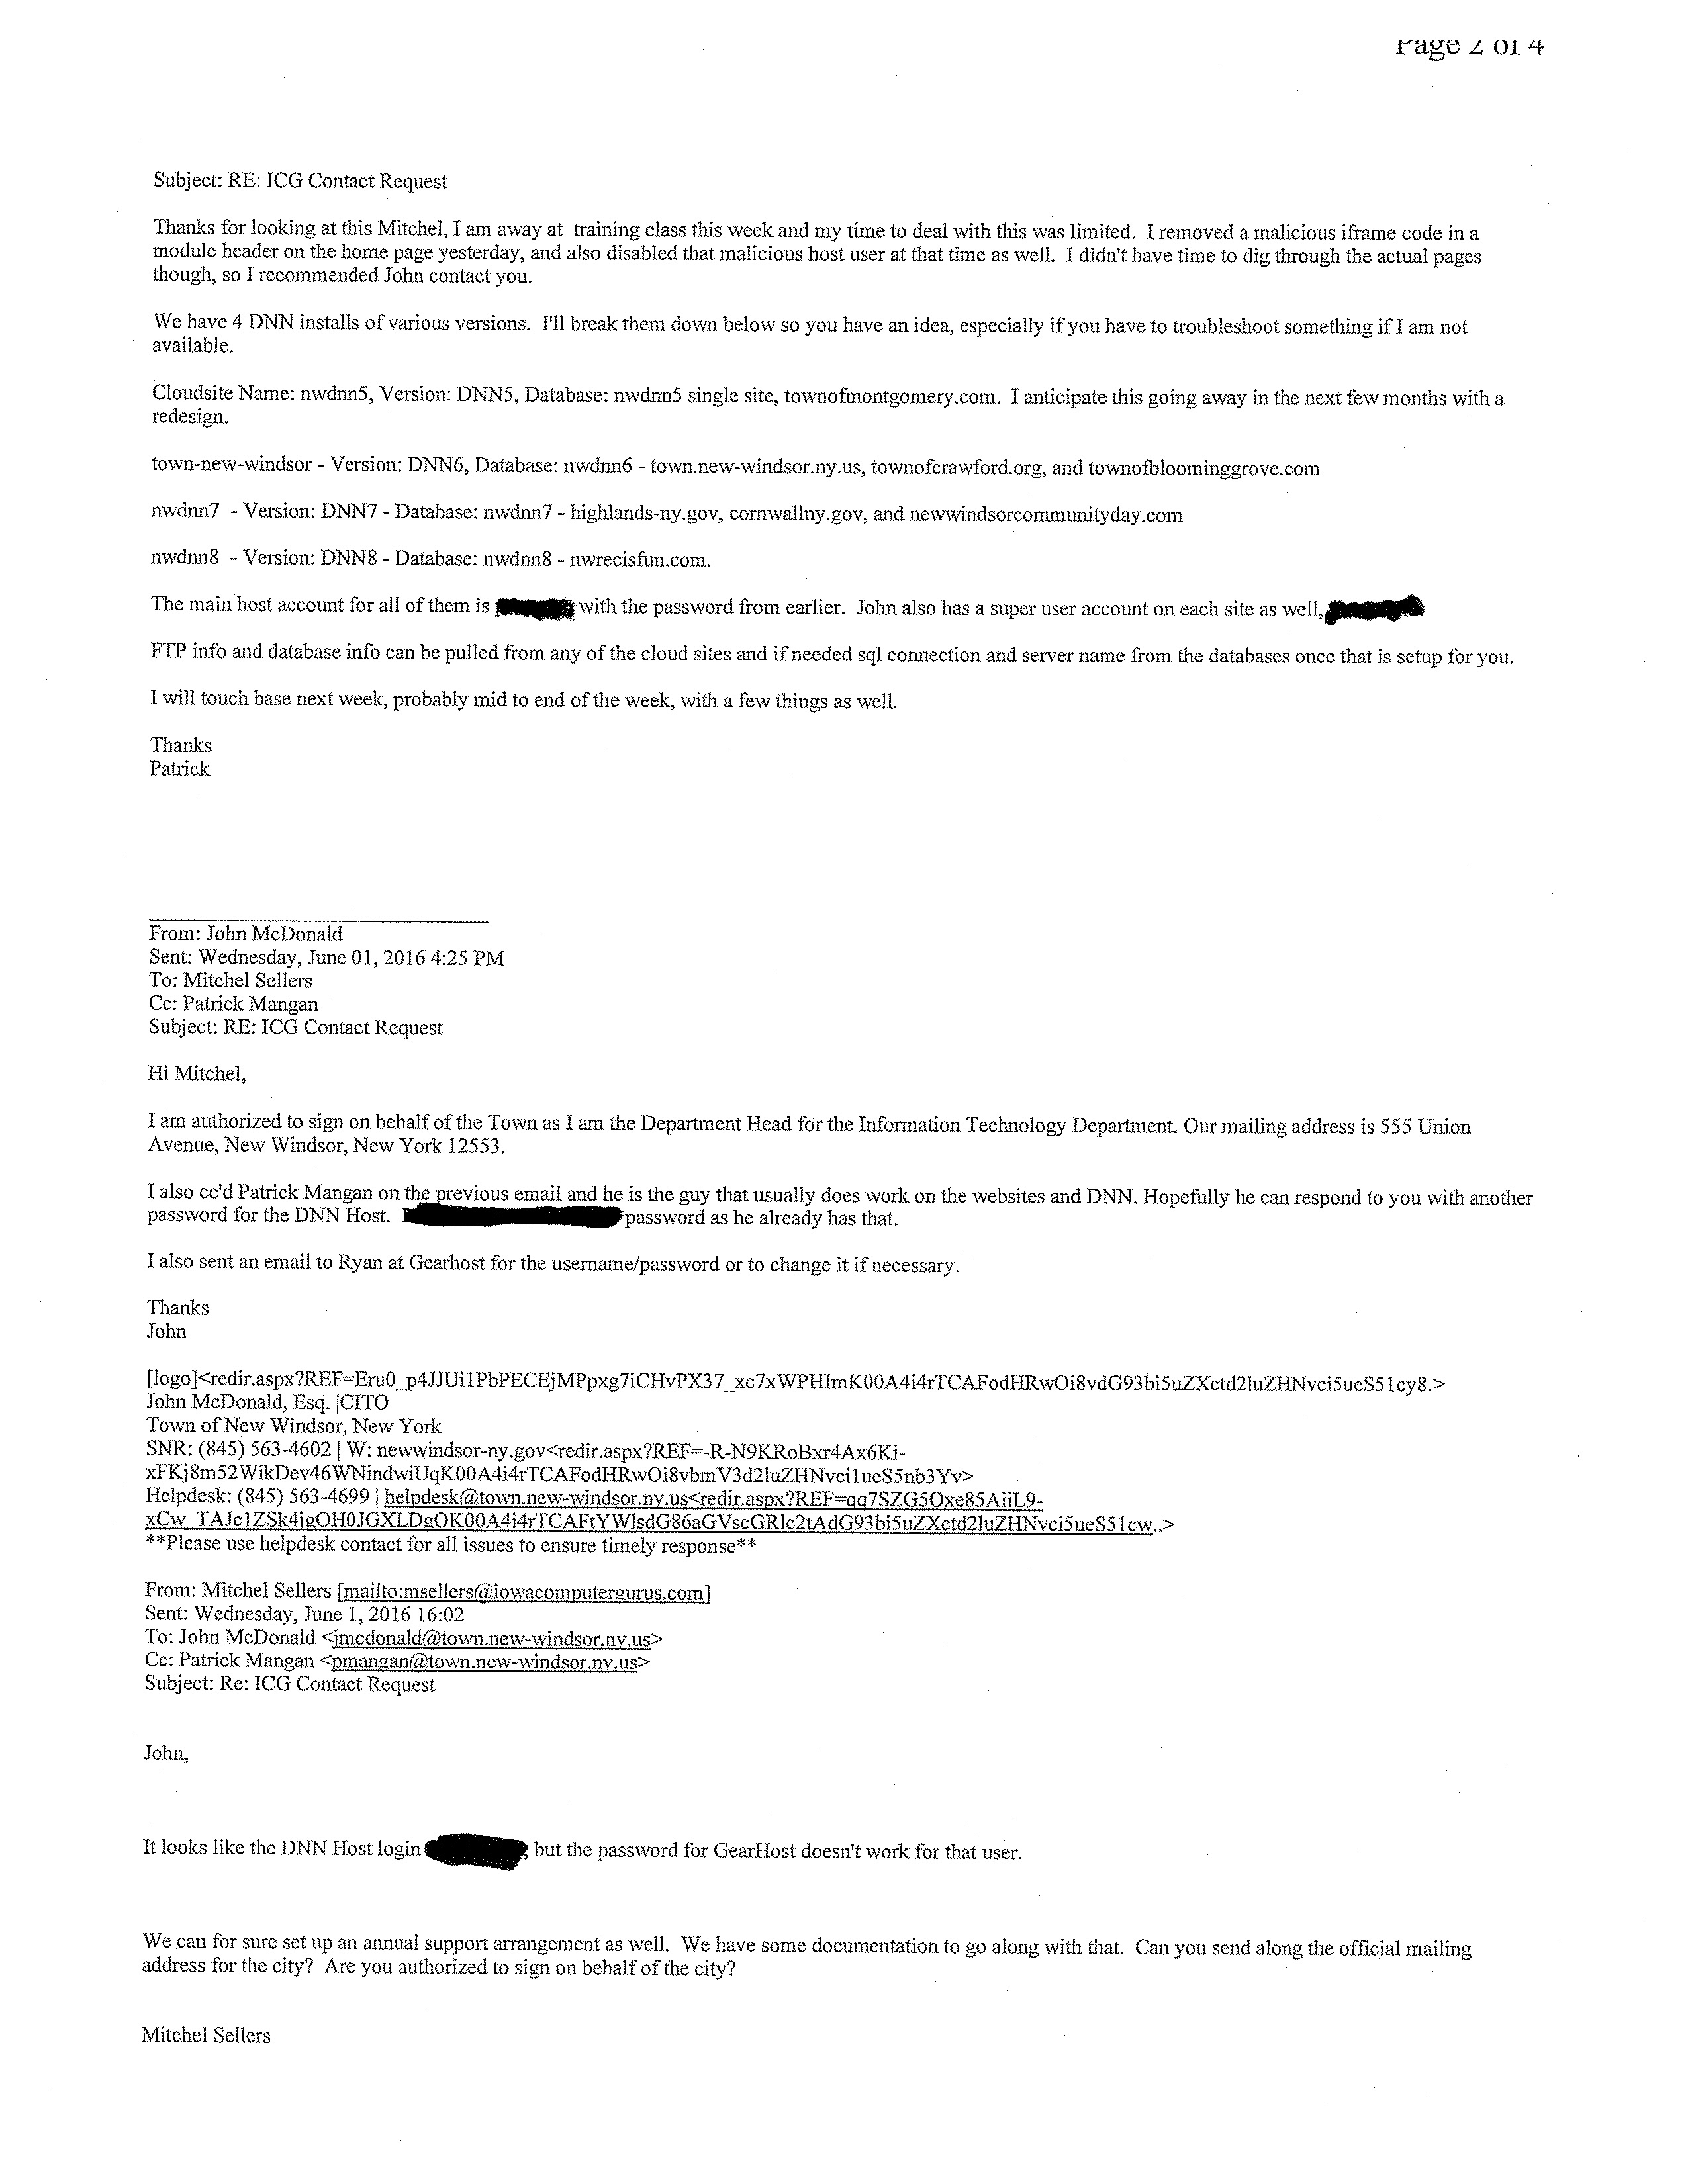 Page 2 of 4
Subject: RE: ICG Contact Request
Thanks for looking at this Mitchel, I am away at  training class this week and my time to deal with this was limited.  I removed a malicious iframe code in a
module header on the home page yesterday, and also disabled that malicious host user at that time as well.  I didn't have time to dig through the actual pages
though, so I recommended John contact you.
We have 4 DNN installs of various versions.  I'll break them down below so you have an idea, especially if you have to troubleshoot something if I am not
available.
Cloudsite Name: nwdnn5, Version: DNN5, Database: nwdnn5 single site, townofmontgomery.com.  I anticipate this going away in the next few months with a
redesign.
town-new-windsor - Version: DNN6, Database: nwdnn6 - town.new-windsor.ny.us, townofcrawford.org, and townofbloominggrove.com
nwdnn7  - Version: DNN7 - Database: nwdnn7 - highlands-ny.gov, cornwallny.gov, and newwindsorcommunityday.com
nwdnn8  - Version: DNN8 - Database: nwdnn8 - nwrecisfun.com.
The main host account for all of them is with the password from earlier.  John also has a super user account on each site as well,
FTP info and database info can be pulled from any of the cloud sites and if needed sql connection and server name from the databases once that is setup for you.
I will touch base next week, probably mid to end of the week, with a few things as well.
Thanks
Patrick
From: John McDonald
Sent: Wednesday, June 01, 2016 4:25 PM
To: Mitchel Sellers
Cc: Patrick Mangan
Subject: RE: ICG Contact Request
Hi Mitchel,
I am authorized to sign on behalf of the Town as I am the Department Head for the Information Technology Department. Our mailing address is 555 Union
Avenue, New Windsor, New York 12553.
I also cc'd Patrick Mangan on the previous email and he is the guy that usually does work on the websites and DNN. Hopefully he can respond to you with another
password for the DNN Host. password as he already has that.
I also sent an email to Ryan at Gearhost for the username/password or to change it if necessary.
Thanks
John
[logo]<redir.aspx?REF=Eru0_p4JJUi1PbPECEjMPpxg7iCHvPX37_xc7xWPHImK00A4i4rTCAFodHRwOi8vdG93bi5uZXctd2luZHNvci5ueS51cy8.>
John McDonald, Esq. |CITO
Town of New Windsor, New York
SNR: (845) 563-4602 | W: newwindsor-ny.gov<redir.aspx?REF=-R-N9KRoBxr4Ax6Ki-
xFKj8m52WikDev46WNindwiUqK00A4i4rTCAFodHRwOi8vbmV3d2luZHNvci1ueS5nb3Yv>
Helpdesk: (845) 563-4699 | helpdesk@town.new-windsor.ny.us<redir.aspx?REF=qq7SZG5Oxe85AiiL9-
xCw_TAJc1ZSk4jgOH0JGXLDgOK00A4i4rTCAFtYWlsdG86aGVscGRlc2tAdG93bi5uZXctd2luZHNvci5ueS51cw..>
**Please use helpdesk contact for all issues to ensure timely response**
From: Mitchel Sellers [mailto:msellers@iowacomputergurus.com]
Sent: Wednesday, June 1, 2016 16:02
To: John McDonald <jmcdonald@town.new-windsor.ny.us>
Cc: Patrick Mangan <pmangan@town.new-windsor.ny.us>
Subject: Re: ICG Contact Request
John,
It looks like the DNN Host login , but the password for GearHost doesn't work for that user.
We can for sure set up an annual support arrangement as well.  We have some documentation to go along with that.  Can you send along the official mailing
address for the city?  Are you authorized to sign on behalf of the city?
Mitchel Sellers